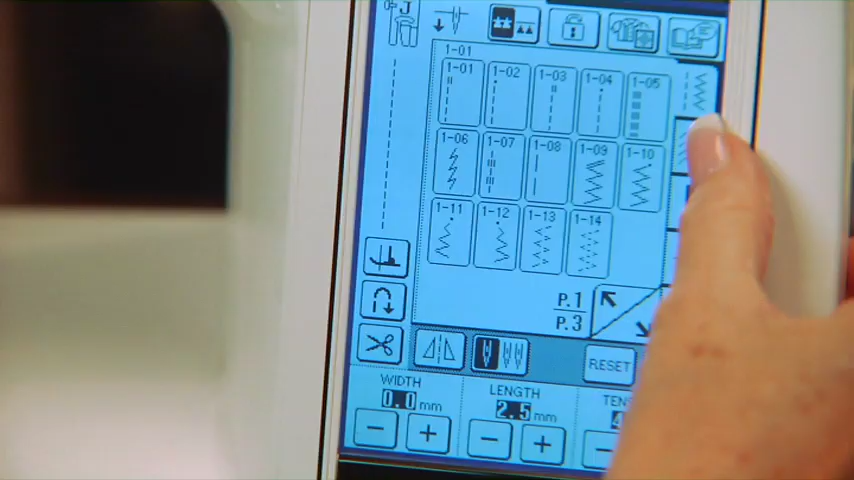 J
1-01
1-01 1-02 1-03 1-04 1-05
1-06 1-07 1-08 1-09 1-10
1-11 1-12 1-13 1-14
P.1
P.3
RESET
WIDTH
0.0 mm
LENGTH
2.5 mm
TEN